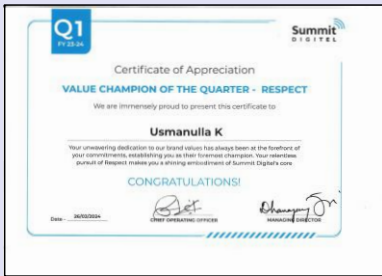 Q1
FY 23-24
Summit
DIGITEL
Certificate of Appreciation
VALUE CHAMPION OF THE QUARTER - RESPECT
We are immensely proud to present this certificate to
Usmanulla K
Your unwavering dedication to our brand values has always been at the forefront of
your commitments, establishing you as their foremost champion. Your relentless
pursuit of Respect makes you a shining embodiment of Summit Digital's core
CONGRATULATIONS!
Date - 26/02/2024
CHIEF OPERATING OFFICER
MANAGING DIRECTOR